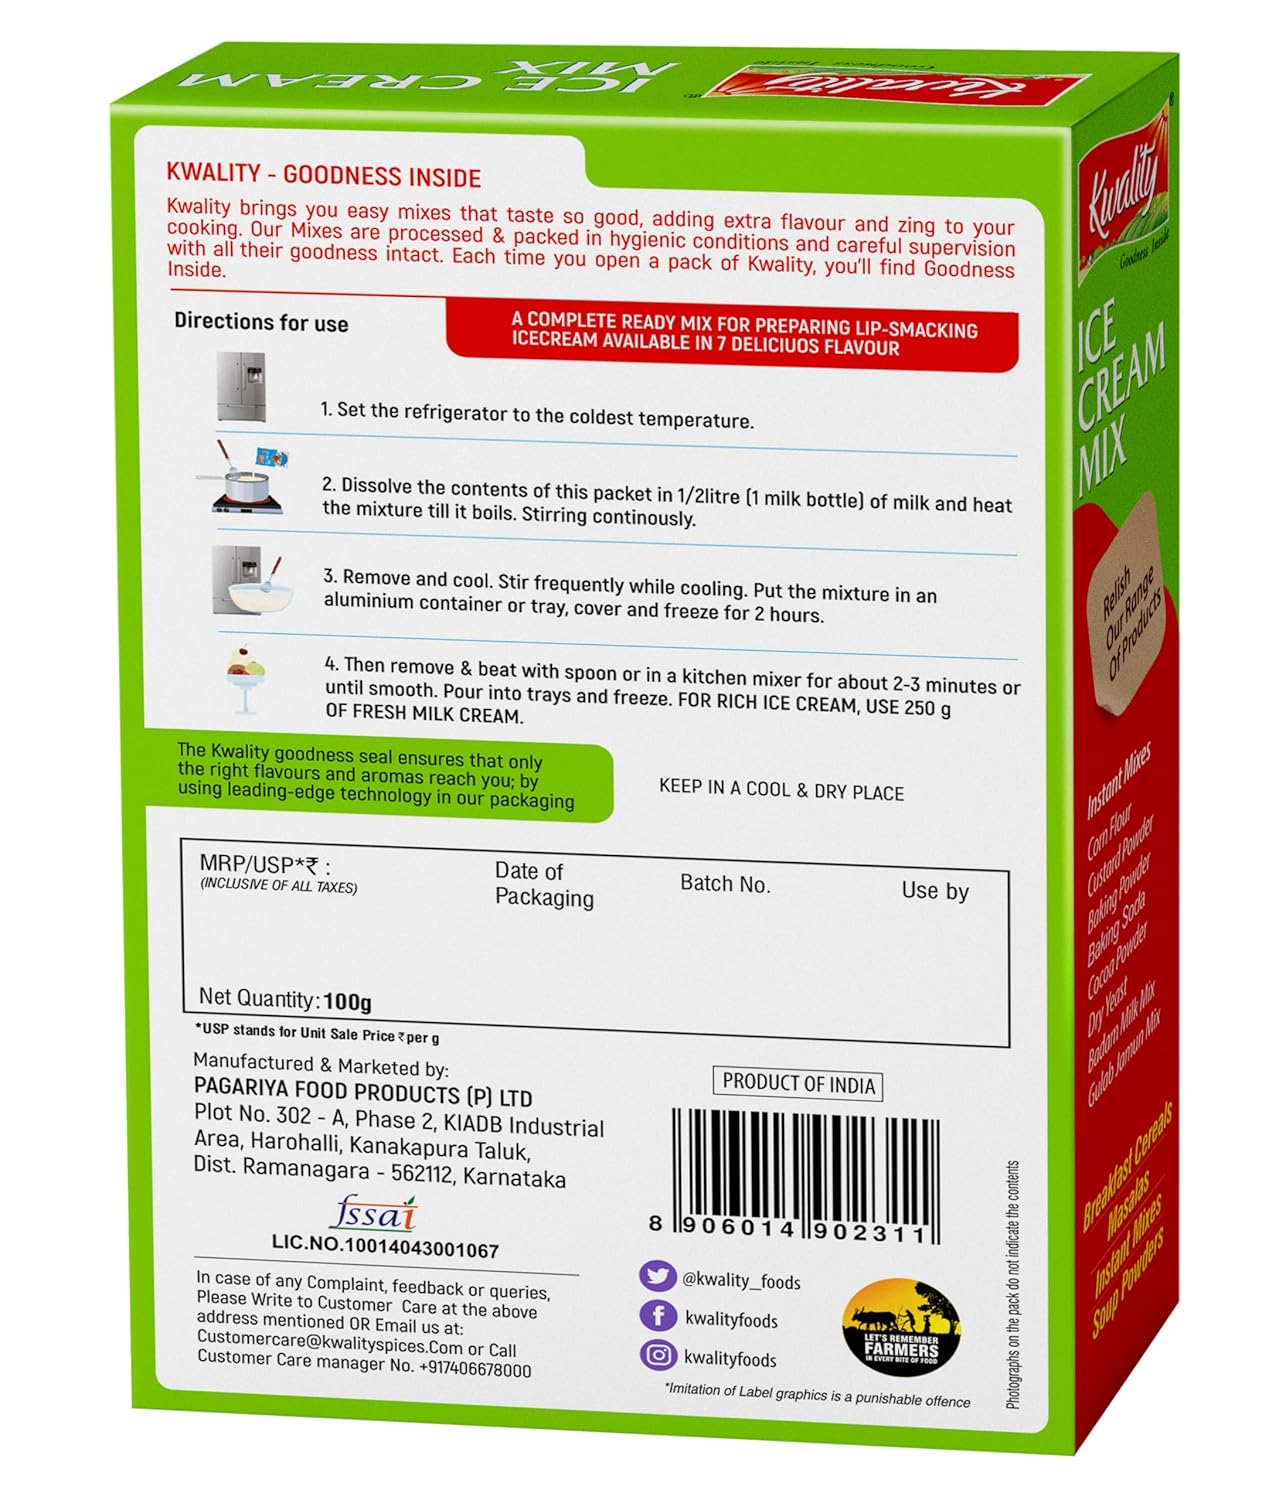 ICE CREAM
MIX
Kwality
Goodness Inside
®
KWALITY - GOODNESS INSIDE
Kwality brings you easy mixes that taste so good, adding extra flavour and zing to your
cooking. Our Mixes are processed & packed in hygienic conditions and careful supervision
with all their goodness intact. Each time you open a pack of Kwality, you'll find Goodness
Inside.
Directions for use
A COMPLETE READY MIX FOR PREPARING LIP-SMACKING
ICECREAM AVAILABLE IN 7 DELICIUOS FLAVOUR
1. Set the refrigerator to the coldest temperature.
2. Dissolve the contents of this packet in 1/2litre (1 milk bottle) of milk and heat
the mixture till it boils. Stirring continously.
3. Remove and cool. Stir frequently while cooling. Put the mixture in an
aluminium container or tray, cover and freeze for 2 hours.
4. Then remove & beat with spoon or in a kitchen mixer for about 2-3 minutes or
until smooth. Pour into trays and freeze. FOR RICH ICE CREAM, USE 250 g
OF FRESH MILK CREAM.
The Kwality goodness seal ensures that only
the right flavours and aromas reach you; by
using leading-edge technology in our packaging
KEEP IN A COOL & DRY PLACE
MRP/USP*₹ :
(INCLUSIVE OF ALL TAXES)
Date of
Packaging
Batch No.
Use by
Net Quantity:100g
*USP stands for Unit Sale Price ₹ per g
Manufactured & Marketed by:
PAGARIYA FOOD PRODUCTS (P) LTD
Plot No. 302 - A, Phase 2, KIADB Industrial
Area, Harohalli, Kanakapura Taluk,
Dist. Ramanagara - 562112, Karnataka
fssai
LIC.NO.10014043001067
In case of any Complaint, feedback or queries,
Please Write to Customer Care at the above
address mentioned OR Email us at:
Customercare@kwalityspices.Com or Call
Customer Care manager No. +917406678000
PRODUCT OF INDIA
8 906014 902311
@kwality_foods
kwalityfoods
kwalityfoods
LET'S REMEMBER
FARMERS
IN EVERY BITE OF FOOD
*Imitation of Label graphics is a punishable offence
Photographs on the pack do not indicate the contents
Kwality
®
Goodness Inside
ICE
CREAM
MIX
Relish
Our Range
Of Products
Instant Mixes
Corn Flour
Custard Powder
Baking Powder
Baking Soda
Cocoa Powder
Dry Yeast
Badam Milk Mix
Gulab Jamun Mix
Breakfast Cereals
Masalas
Instant Mixes
Soup Powders